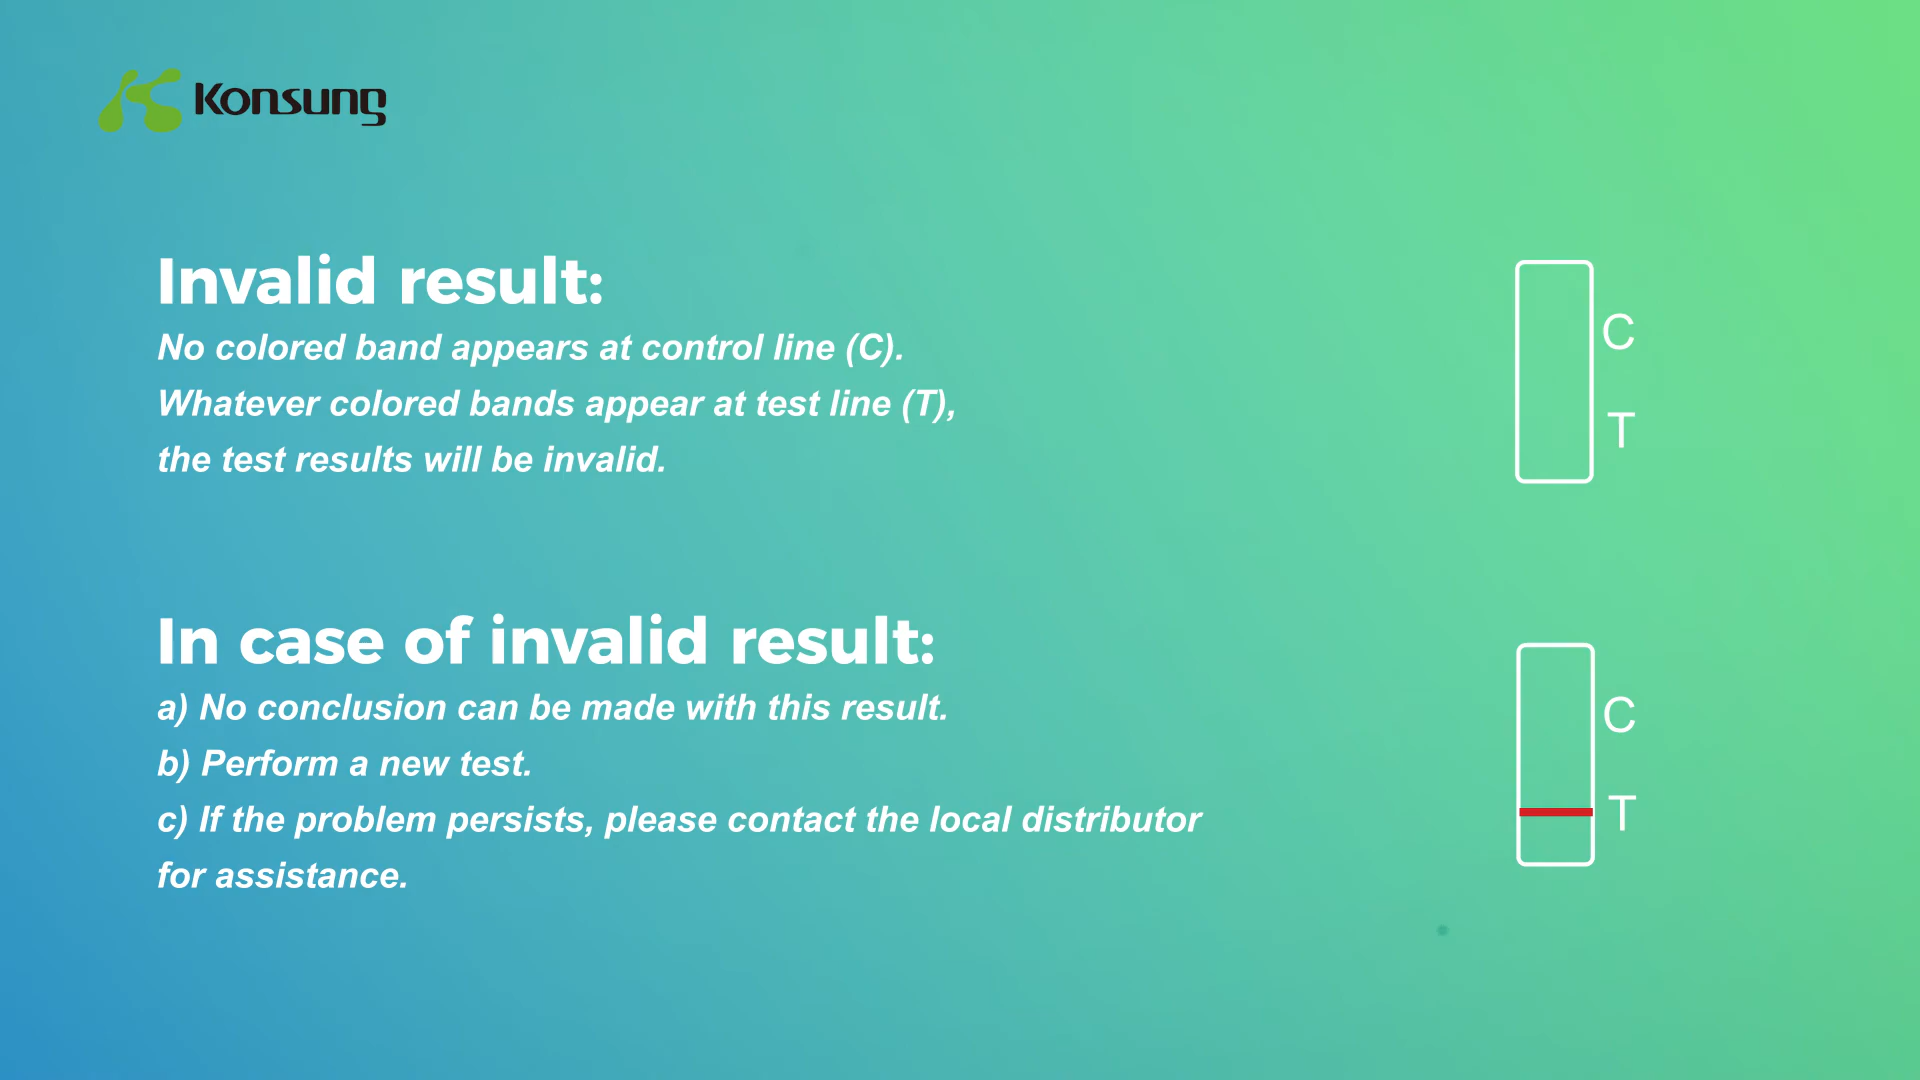 Konsung
Invalid result:
No colored band appears at control line (C).
Whatever colored bands appear at test line (T),
the test results will be invalid.
C
T
In case of invalid result:
a) No conclusion can be made with this result.
b) Perform a new test.
c) If the problem persists, please contact the local distributor
for assistance.
C
T